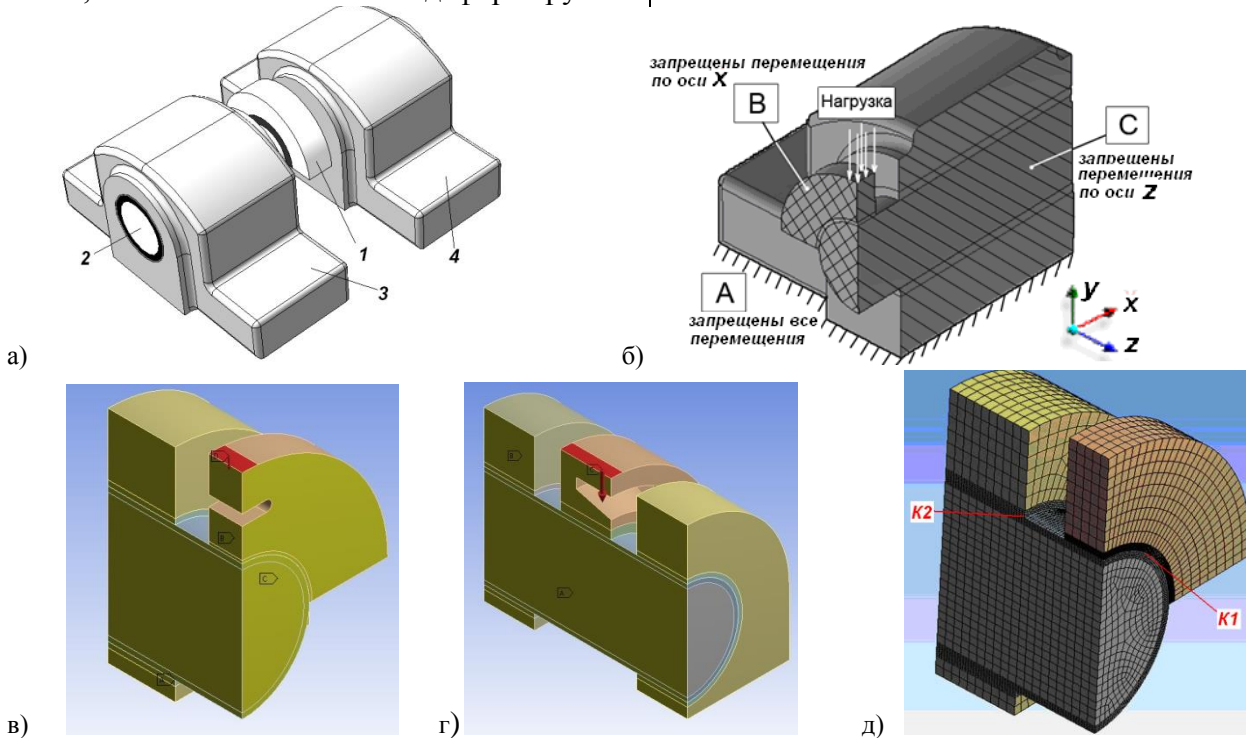 запрещены перемещения
по оси X
B
Нагрузка
C
запрещены
перемещения
по оси Z
A
запрещены все
перемещения
y
x
z
1
2
3
4
а)
б)
B
C
B
A
K2
K1
в)
г)
д)